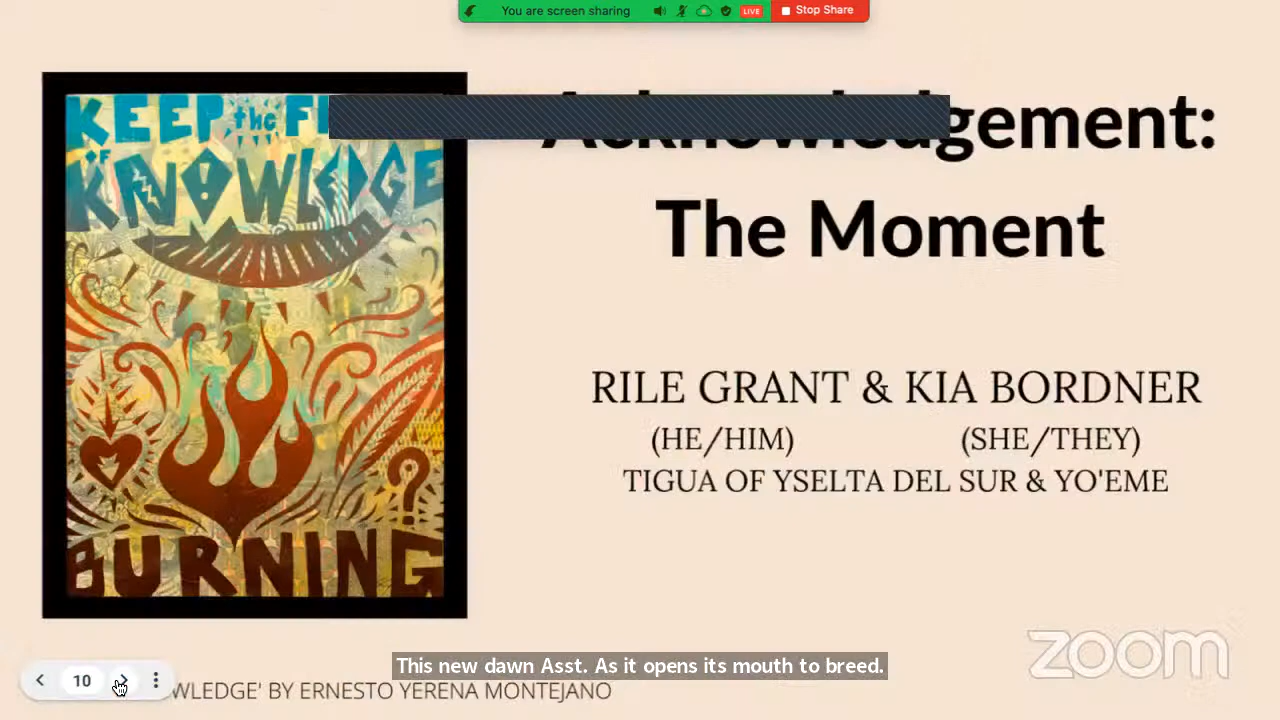 You are screen sharing LIVE Stop Share
KEEP the
OF
KNOWLEDGE
?
BURNING
gement:
The Moment
RILE GRANT & KIA BORDNER
(HE/HIM) (SHE/THEY)
TIGUA OF YSELTA DEL SUR & YO'EME
zoom
This new dawn Asst. As it opens its mouth to breed.
10
WLEDGE' BY ERNESTO YERENA MONTEJANO